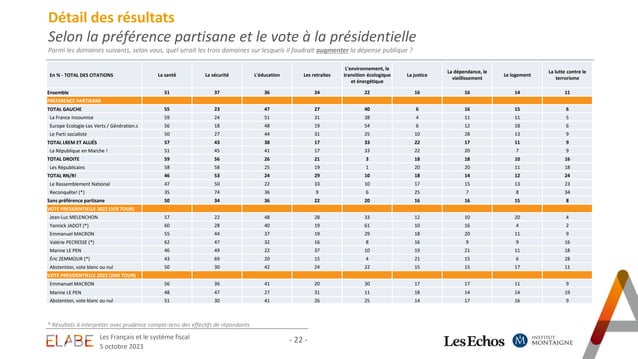 Détail des résultats
Selon la préférence partisane et le vote à la présidentielle
Parmi les domaines suivants, selon vous, quel serait les trois domaines sur lesquels il faudrait augmenter la dépense publique ?
En % - TOTAL DES CITATIONS La santé La sécurité L'éducation Les retraites L'environnement, la transition écologique et énergétique La justice La dépendance, le vieillissement Le logement La lutte contre le terrorisme
Ensemble 51 37 36 24 22 16 16 14 11
PREFERENCE PARTISANE
TOTAL GAUCHE 55 23 47 27 40 6 16 15 6
La France Insoumise 59 24 51 31 38 4 11 11 5
Europe Ecologie-Les Verts / Génération.s 56 18 48 19 54 6 12 18 6
Le Parti socialiste 50 27 44 31 25 10 28 13 9
TOTAL LREM ET ALLIÉS 57 43 38 17 33 22 17 11 9
La République en Marche ! 51 45 41 17 33 22 20 7 9
TOTAL DROITE 59 56 26 21 3 18 18 10 16
Les Républicains 58 58 25 19 1 20 20 11 18
TOTAL RN/R! 46 53 24 29 10 18 14 12 24
Le Rassemblement National 47 50 22 33 10 17 15 13 23
Reconquête! (*) 35 74 36 9 6 25 7 8 34
Sans préférence partisane 50 34 36 22 20 16 16 15 8
VOTE PRESIDENTIELLE 2022 (1ER TOUR)
Jean-Luc MELENCHON 57 22 48 28 33 12 10 20 4
Yannick JADOT (*) 60 28 40 19 61 10 16 4 2
Emmanuel MACRON 55 44 37 19 29 18 20 11 9
Valérie PECRESSE (*) 62 47 32 16 8 16 9 9 16
Marine LE PEN 46 49 22 37 10 19 21 11 18
Éric ZEMMOUR (*) 43 69 20 15 4 21 15 6 28
Abstention, vote blanc ou nul 50 30 42 24 22 15 15 17 11
VOTE PRESIDENTIELLE 2022 (2ND TOUR)
Emmanuel MACRON 56 36 41 20 30 17 17 11 9
Marine LE PEN 48 47 27 31 11 18 14 14 19
Abstention, vote blanc ou nul 51 30 41 26 25 14 17 16 9
* Résultats à interpréter avec prudence compte-tenu des effectifs de répondants
ELABE
Les Français et le système fiscal
5 octobre 2023
- 22 -
Les Echos
INSTITUT
MONTAIGNE